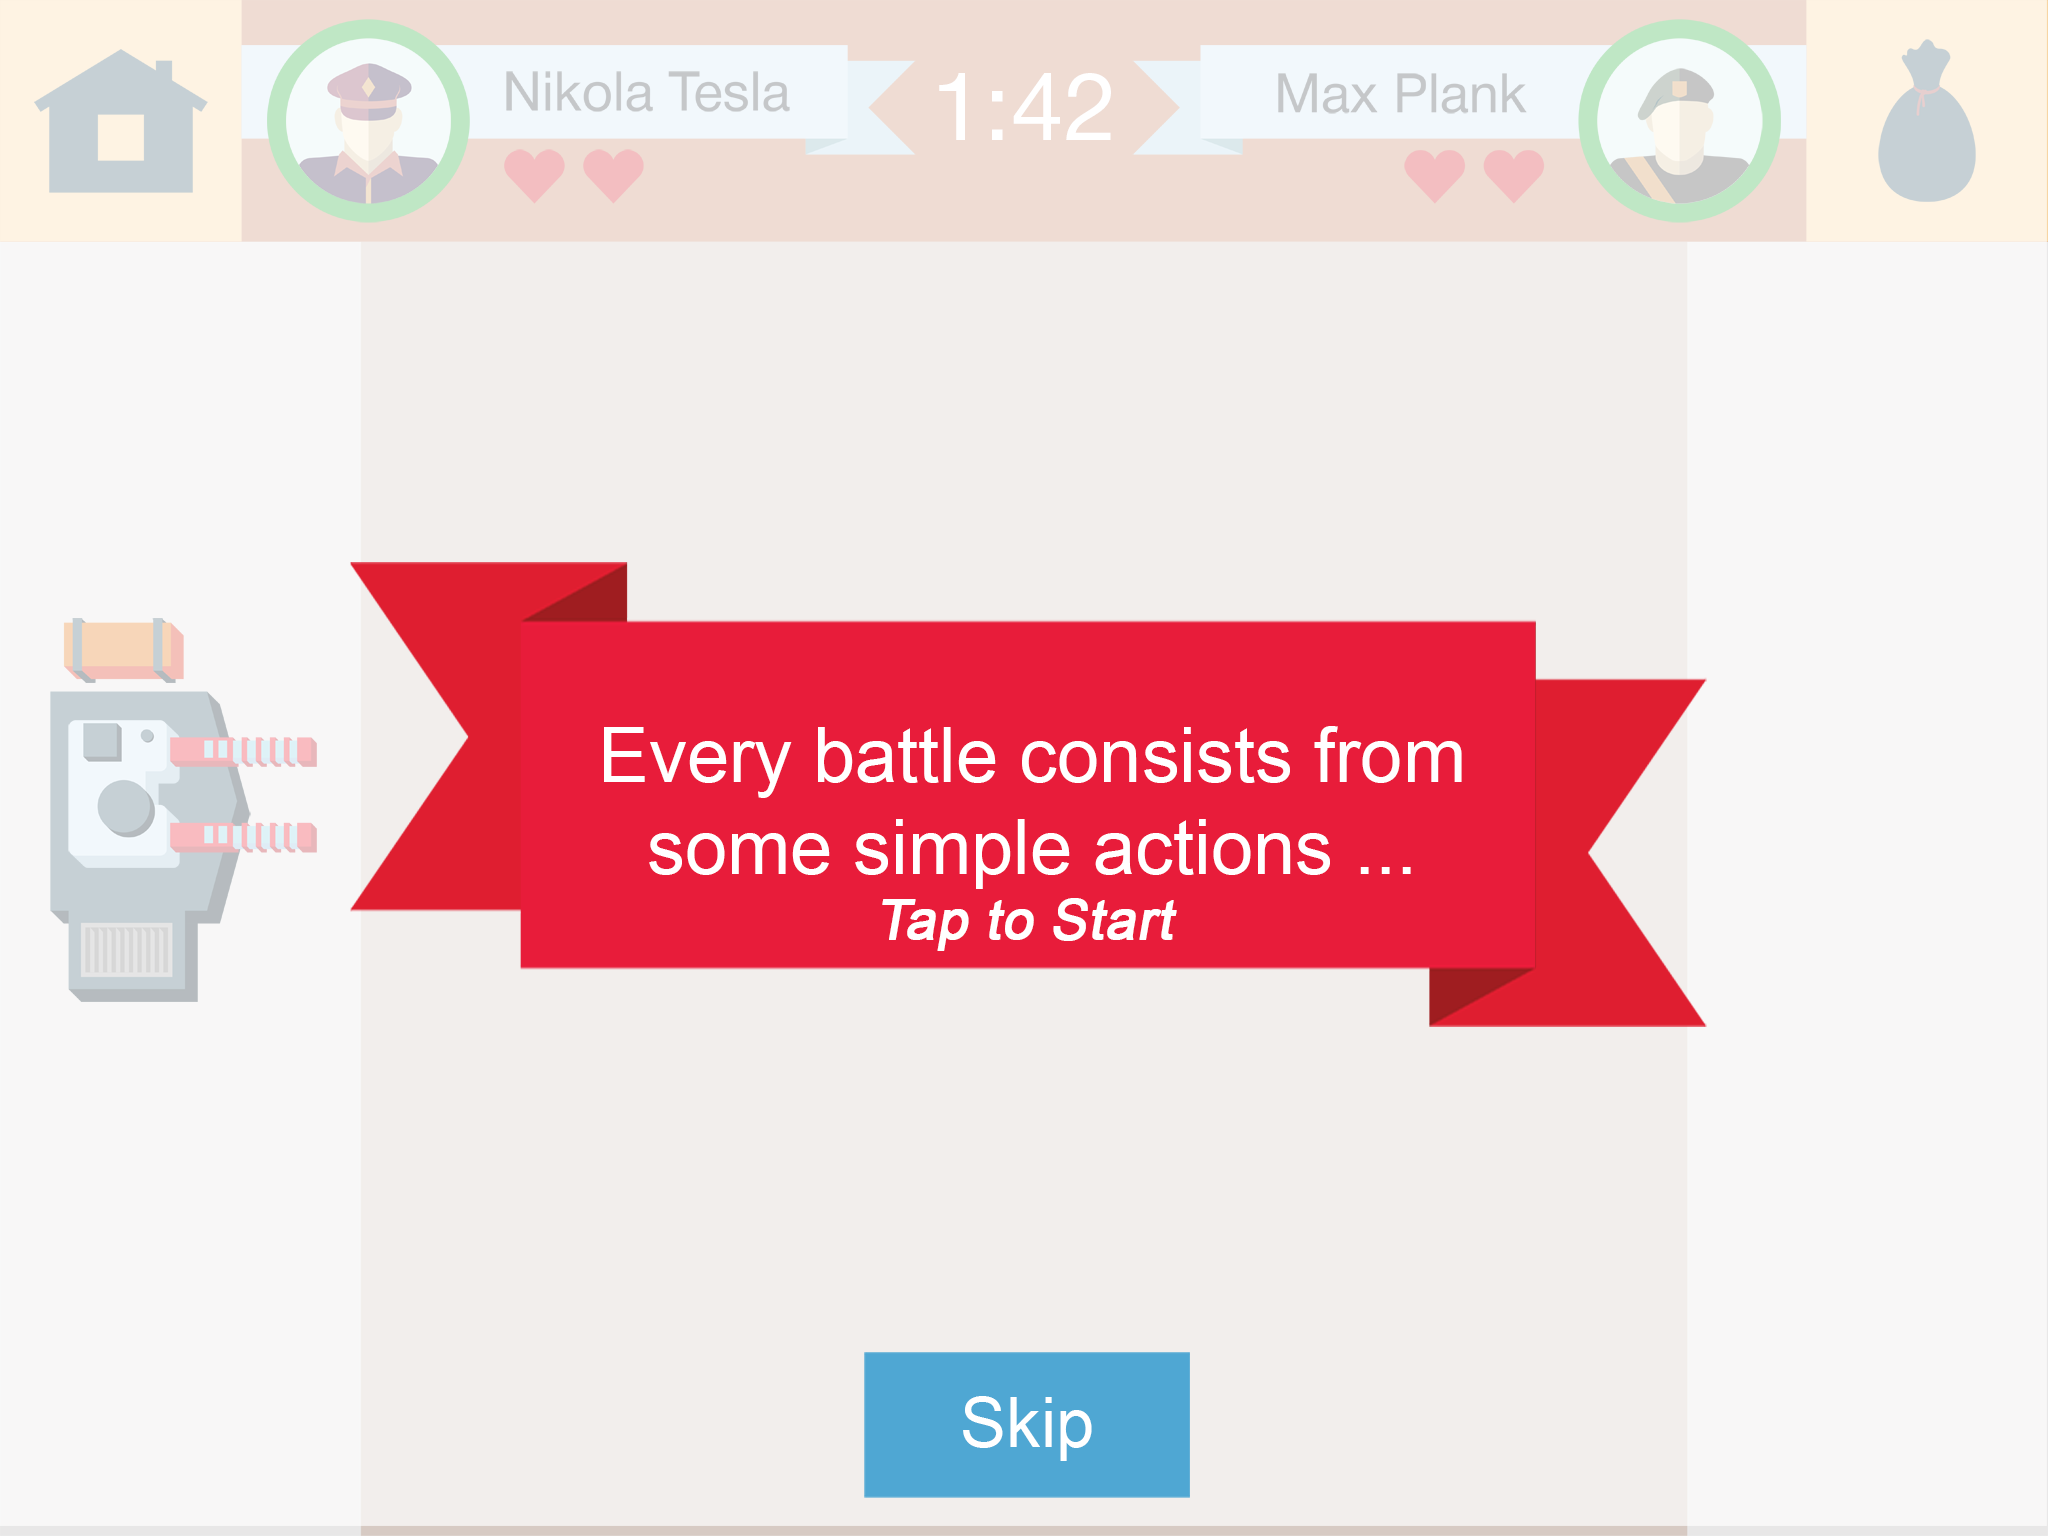 Nikola Tesla
1:42
Max Plank
Every battle consists from
some simple actions ...
Tap to Start
Skip